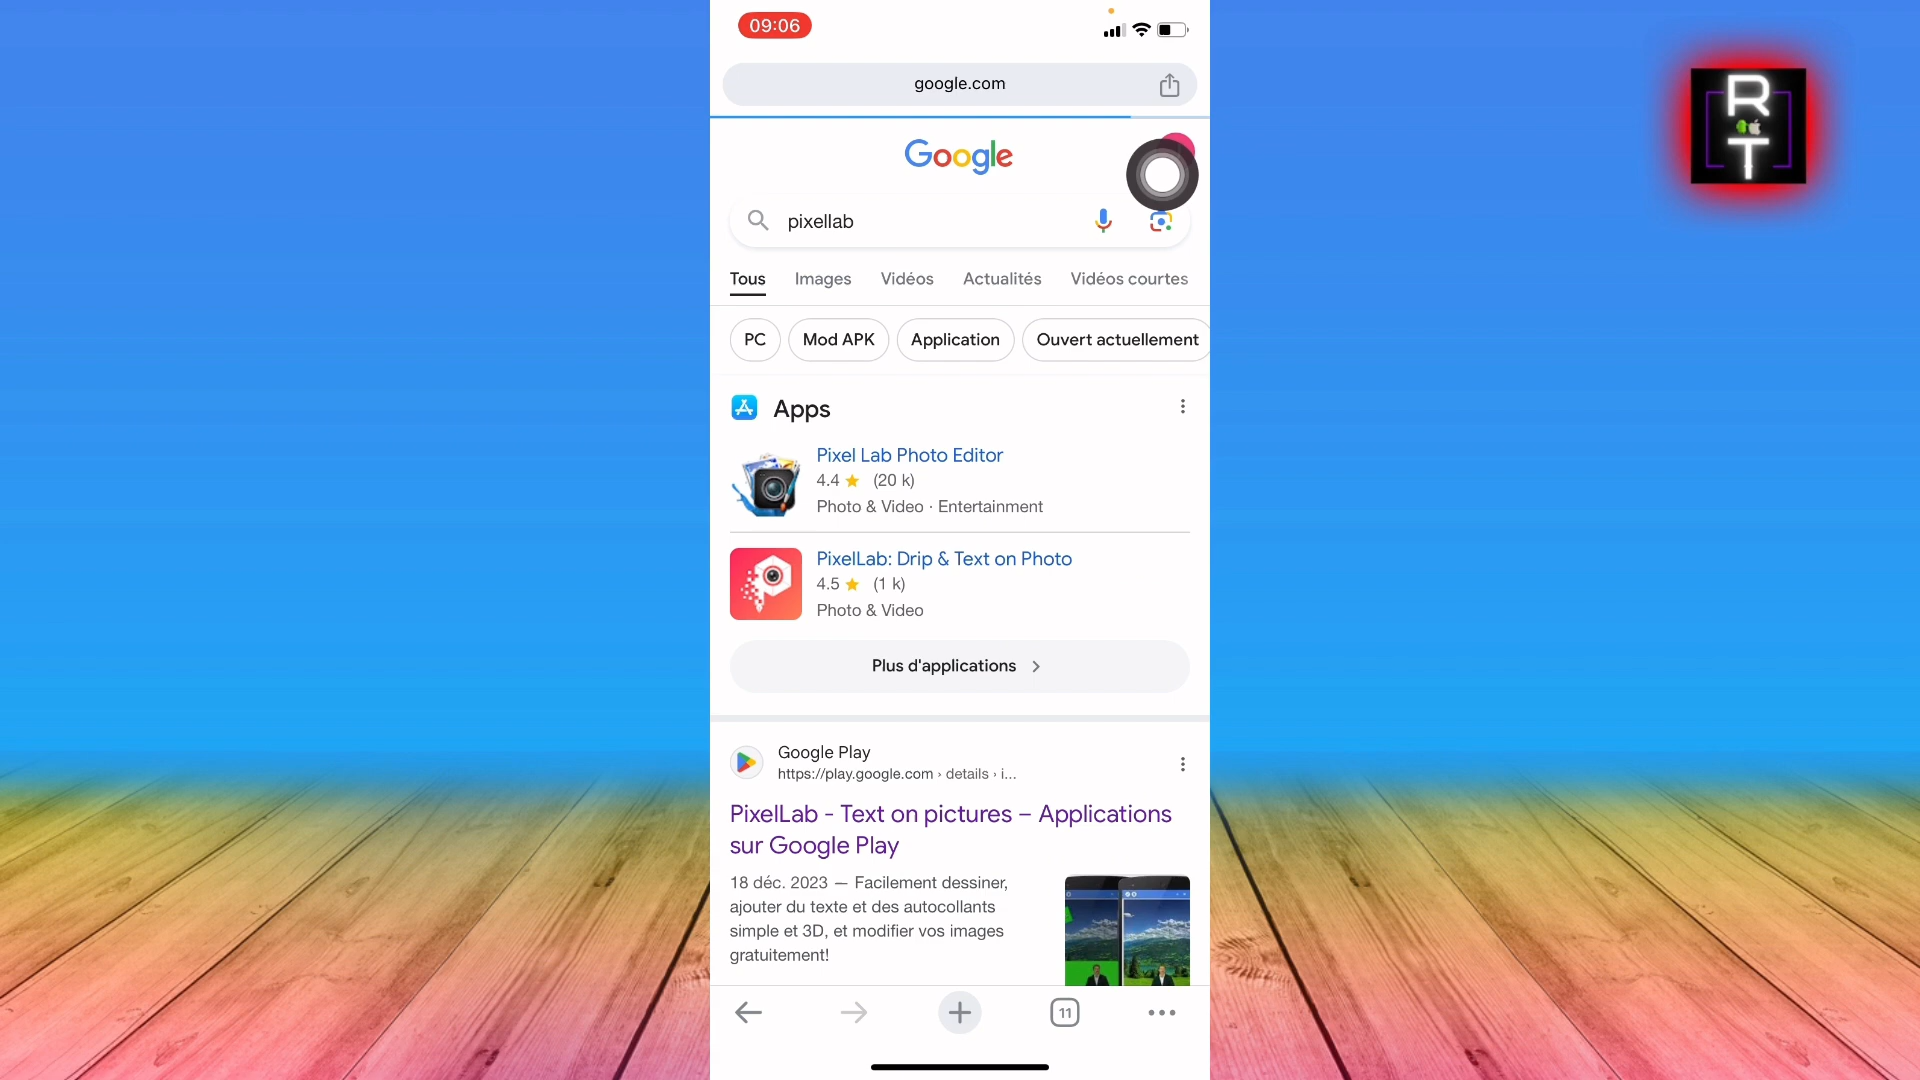 09:06
google.com
R
T
Google
pixellab
Tous Images Vidéos Actualités Vidéos courtes
PC Mod APK Application Ouvert actuellement
Apps
Pixel Lab Photo Editor
4.4 ★ (20 k)
Photo & Video · Entertainment
PixelLab: Drip & Text on Photo
4.5 ★ (1 k)
Photo & Video
Plus d'applications >
Google Play
https://play.google.com › details › i...
PixelLab - Text on pictures – Applications
sur Google Play
18 déc. 2023 — Facilement dessiner,
ajouter du texte et des autocollants
simple et 3D, et modifier vos images
gratuitement!
11